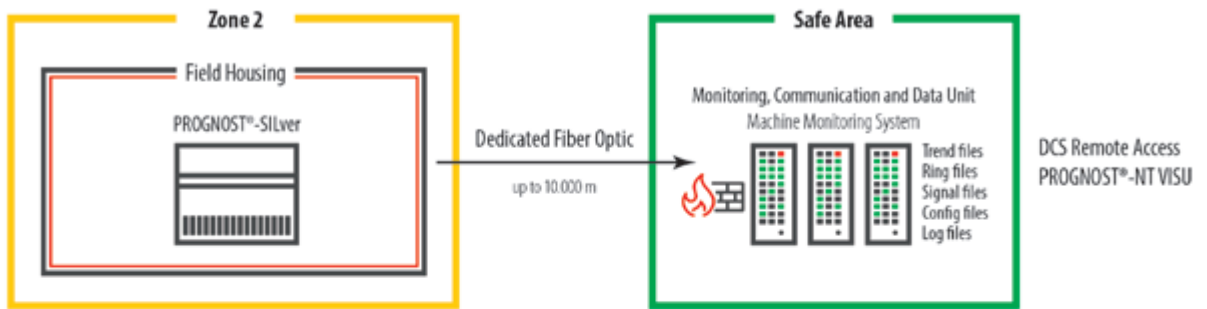 Zone 2
Field Housing
PROGNOST®-SILver
Dedicated Fiber Optic
up to 10.000 m
Safe Area
Monitoring, Communication and Data Unit
Machine Monitoring System
Trend files
Ring files
Signal files
Config files
Log files
DCS Remote Access
PROGNOST®-NT VISU